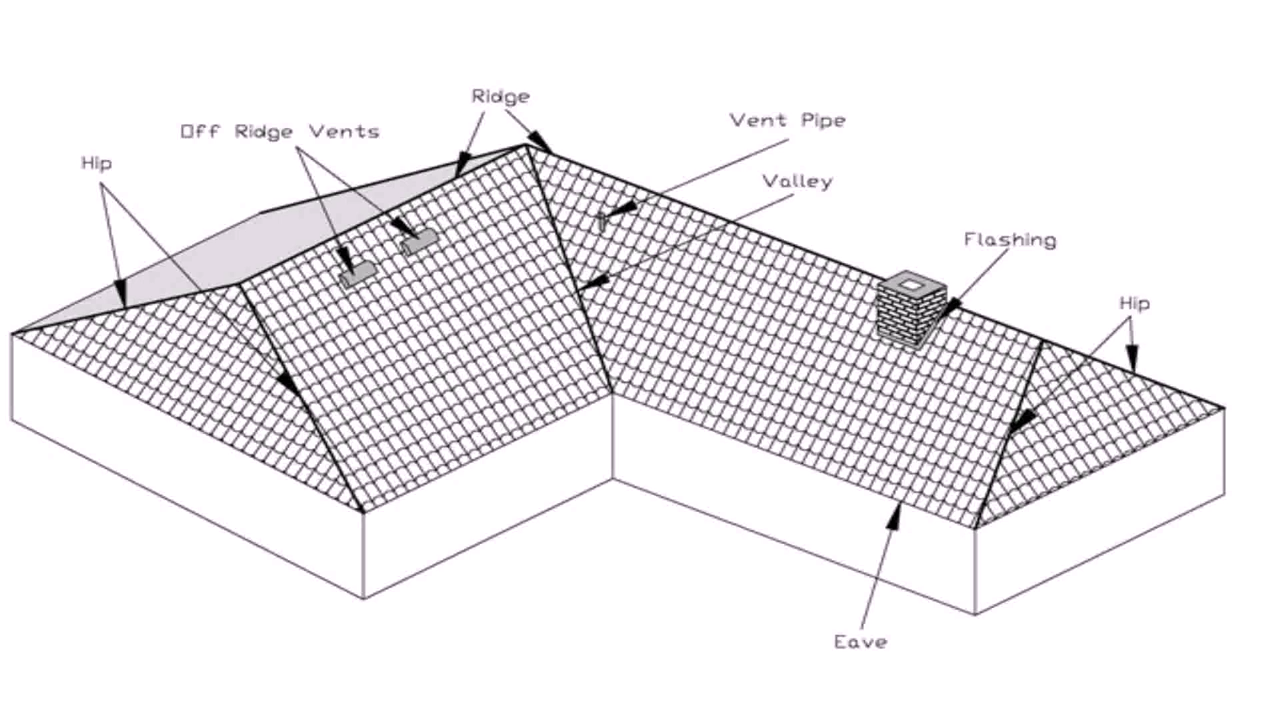 Ridge
Off Ridge Vents
Vent Pipe
Hip
Valley
Flashing
Hip
Eave